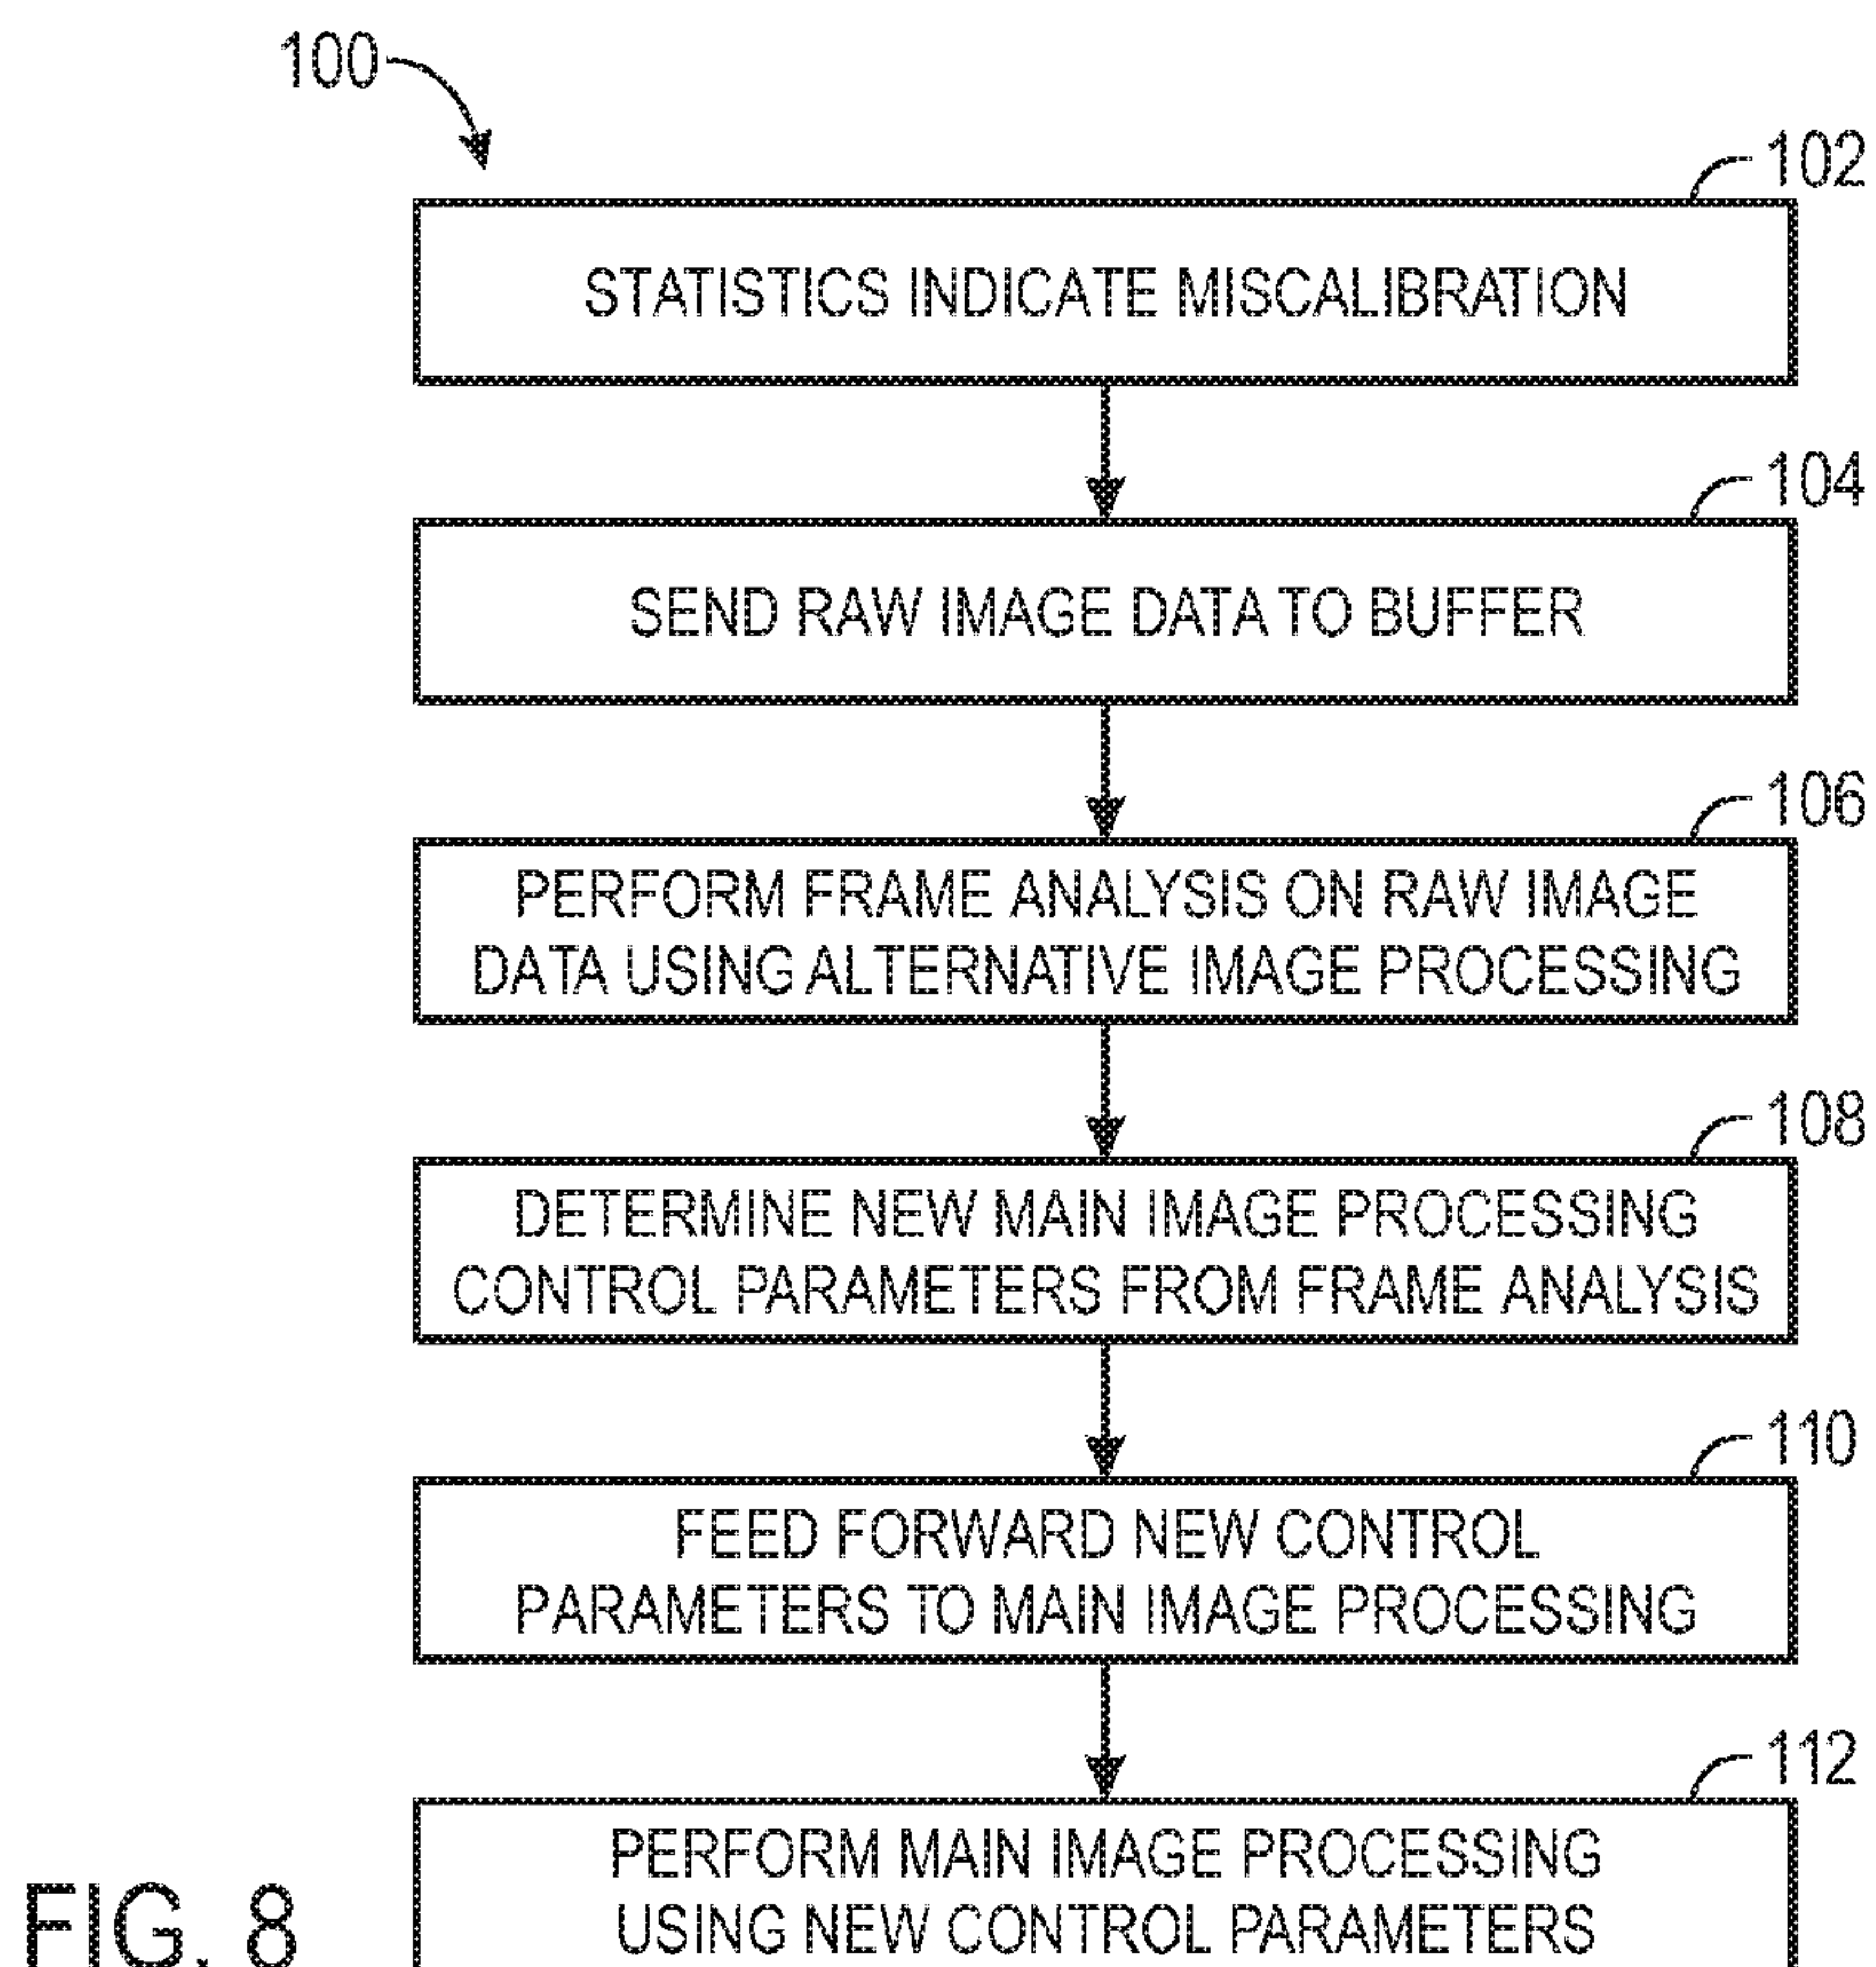 100
102
STATISTICS INDICATE MISCALIBRATION
104
SEND RAW IMAGE DATA TO BUFFER
106
PERFORM FRAME ANALYSIS ON RAW IMAGE
DATA USING ALTERNATIVE IMAGE PROCESSING
108
DETERMINE NEW MAIN IMAGE PROCESSING
CONTROL PARAMETERS FROM FRAME ANALYSIS
110
FEED FORWARD NEW CONTROL
PARAMETERS TO MAIN IMAGE PROCESSING
112
PERFORM MAIN IMAGE PROCESSING
USING NEW CONTROL PARAMETERS
FIG. 8